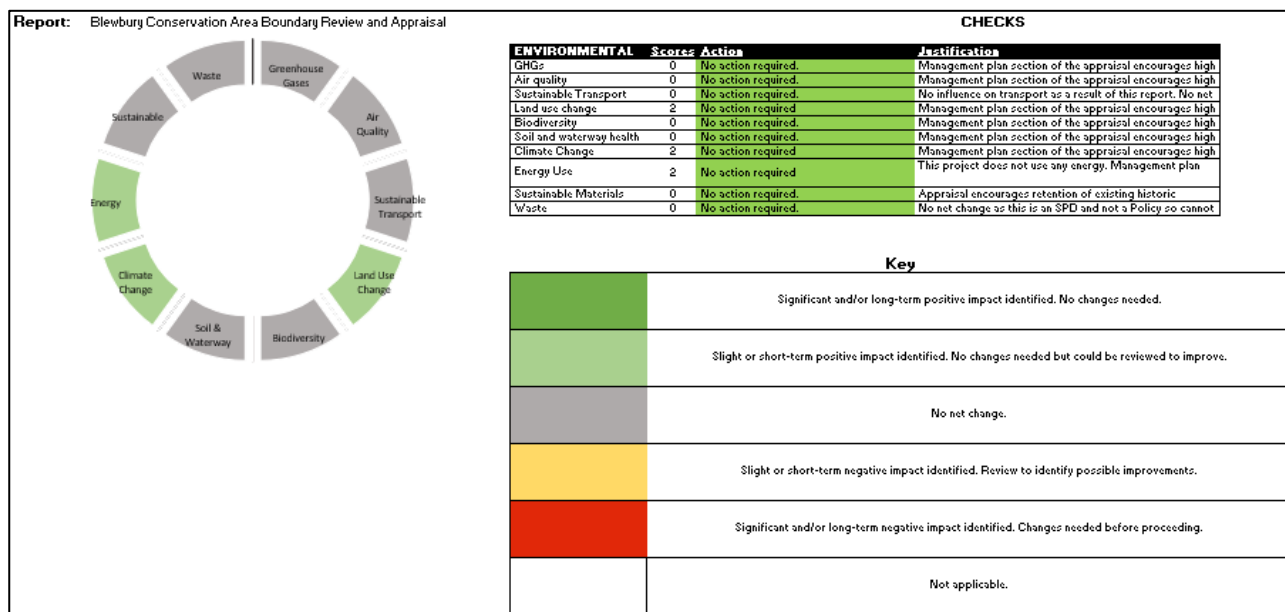 Report: Blewbury Conservation Area Boundary Review and Appraisal
CHECKS
Waste
Greenhouse
Gases
Sustainable
Air
Quality
Energy
Sustainable
Transport
Climate
Change
Land Use
Change
Soil &
Waterway
Biodiversity
ENVIRONMENTAL Scores Action Justification
GHGs 0 No action required. Management plan section of the appraisal encourages high
Air quality 0 No action required. Management plan section of the appraisal encourages high
Sustainable Transport 0 No action required. No influence on transport as a result of this report. No net
Land use change 2 No action required. Management plan section of the appraisal encourages high
Biodiversity 0 No action required. Management plan section of the appraisal encourages high
Soil and waterway health 0 No action required. Management plan section of the appraisal encourages high
Climate Change 2 No action required Management plan section of the appraisal encourages high
Energy Use 2 No action required This project does not use any energy. Management plan
Sustainable Materials 0 No action required. Appraisal encourages retention of existing historic
Waste 0 No action required. No net change as this is an SPD and not a Policy so cannot
Key
Significant and/or long-term positive impact identified. No changes needed.
Slight or short-term positive impact identified. No changes needed but could be reviewed to improve.
No net change.
Slight or short-term negative impact identified. Review to identify possible improvements.
Significant and/or long-term negative impact identified. Changes needed before proceeding.
Not applicable.